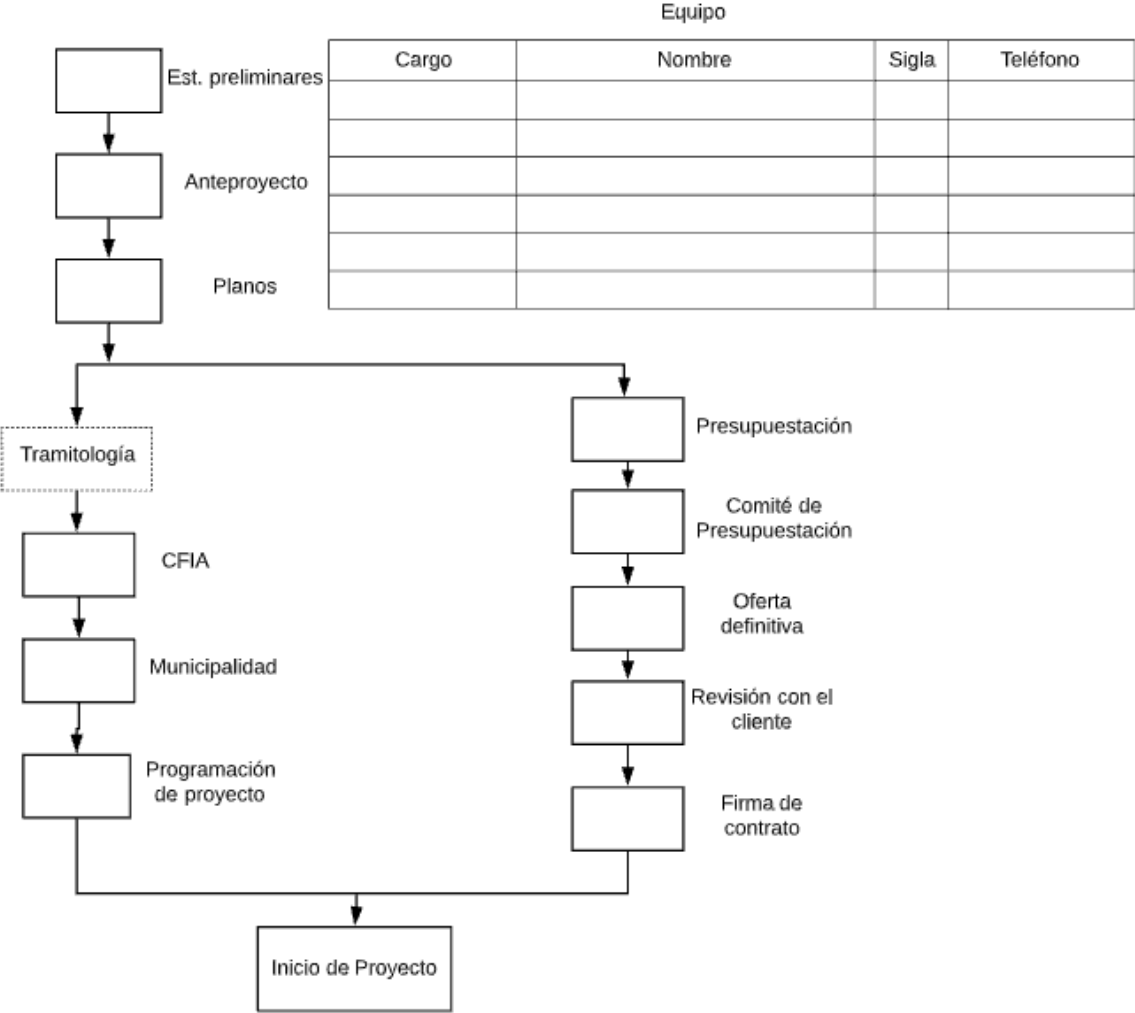 Equipo
Cargo Nombre Sigla Teléfono
Est. preliminares
Anteproyecto
Planos
Tramitología
CFIA
Municipalidad
Programación
de proyecto
Presupuestación
Comité de
Presupuestación
Oferta
definitiva
Revisión con el
cliente
Firma de
contrato
Inicio de Proyecto